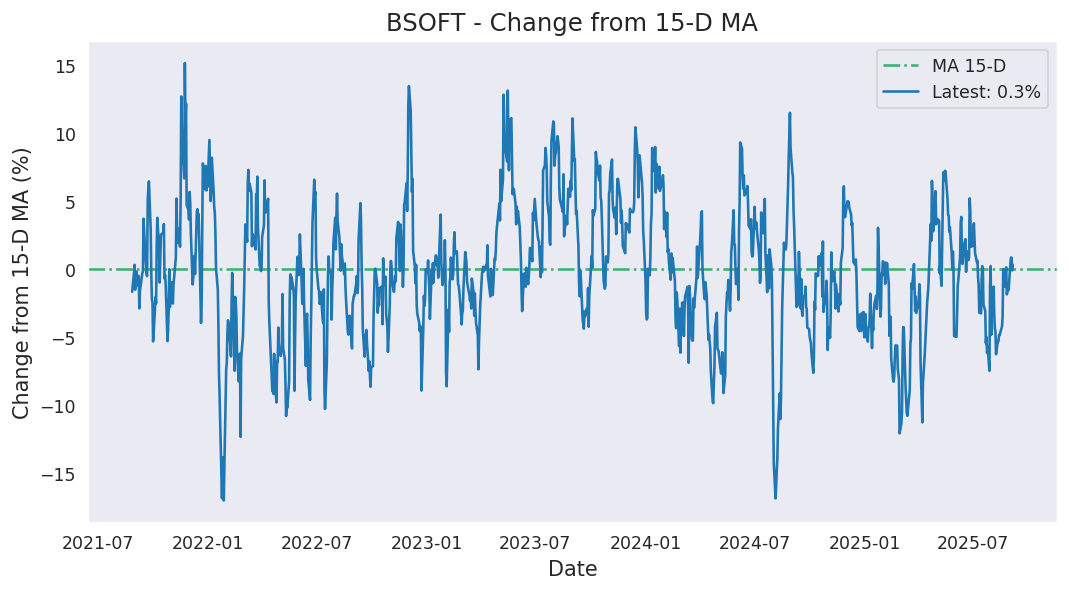 BSOFT - Change from 15-D MA
MA 15-D
Latest: 0.3%
Change from 15-D MA (%)
15
10
5
0
−5
−10
−15
2021-07 2022-01 2022-07 2023-01 2023-07 2024-01 2024-07 2025-01 2025-07
Date